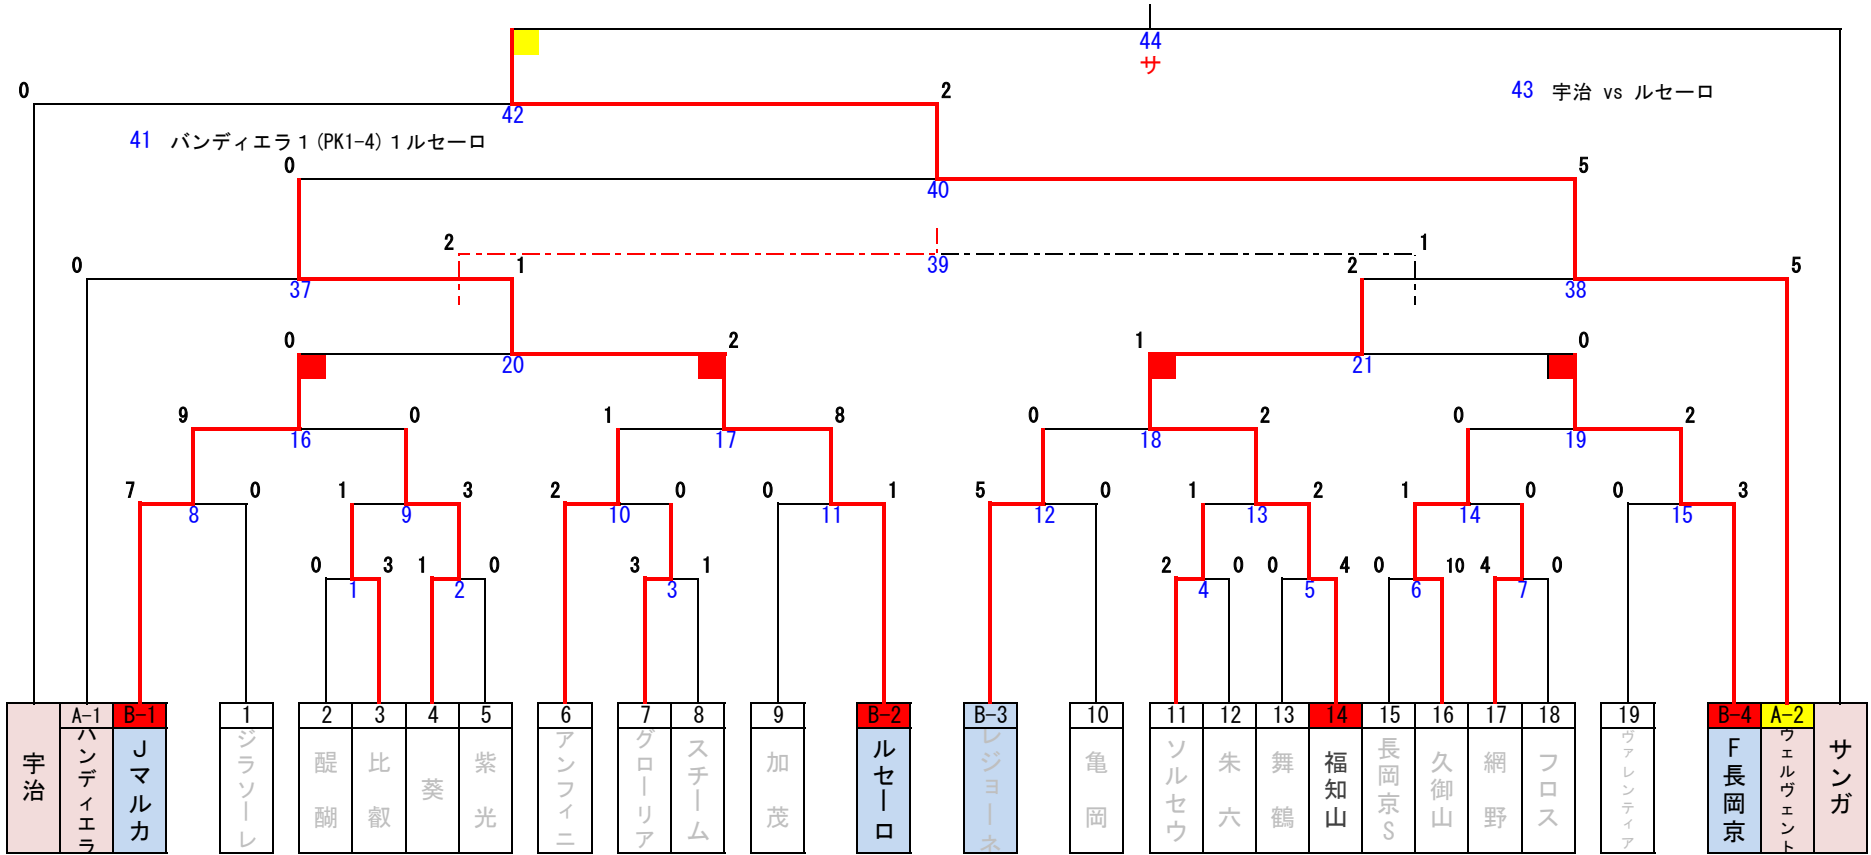 44
サ
0
2
42
43 宇治 vs ルセーロ
41 バンディエラ１(PK1-4)１ルセーロ
0
5
40
2
1
0
1
39
2
5
37
38
0
2
1
0
20
21
9
0
1
8
0
2
0
2
16
17
18
19
7
0
1
3
2
0
0
1
5
0
1
2
1
0
0
3
8
9
10
11
12
13
14
15
0
3
1
0
3
1
2
0
0
4
0
10
4
0
1
2
3
4
5
6
7
宇治
A-1 バンディエラ
B-1 Jマルカ
1 ジラソーレ
2 醍醐
3 比叡
4 葵
5 紫光
6 アンフィニ
7 グローリア
8 スチーム
9 加茂
B-2 ルセーロ
B-3 レジョーネ
10 亀岡
11 ソルセウ
12 朱六
13 舞鶴
14 福知山
15 長岡京S
16 久御山
17 網野
18 フロス
19 ヴァレンティア
B-4 F長岡京
A-2 ヴェルヴェント
サンガ